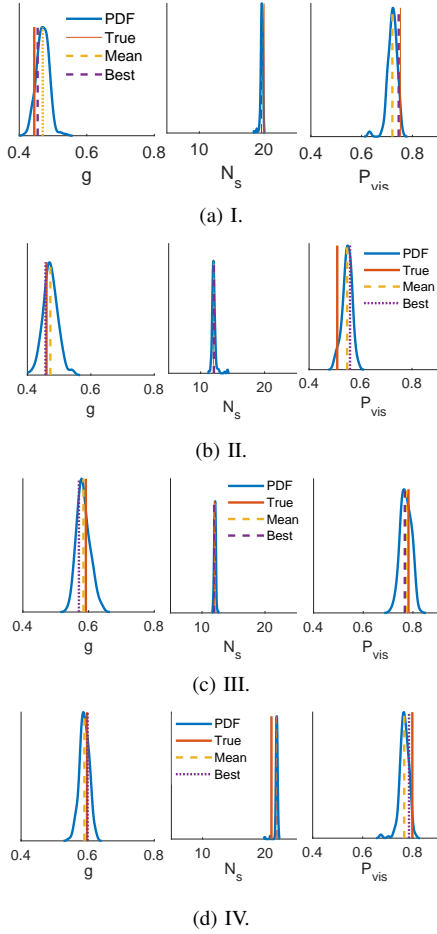 PDF
True
Mean
Best
0.4 0.6 0.8
g
10 20
N_s
0.4 0.6 0.8
P_vis
(a) I.
PDF
True
Mean
Best
0.4 0.6 0.8
g
10 20
N_s
0.4 0.6 0.8
P_vis
(b) II.
PDF
True
Mean
Best
0.4 0.6 0.8
g
10 20
N_s
0.4 0.6 0.8
P_vis
(c) III.
PDF
True
Mean
Best
0.4 0.6 0.8
g
10 20
N_s
0.4 0.6 0.8
P_vis
(d) IV.